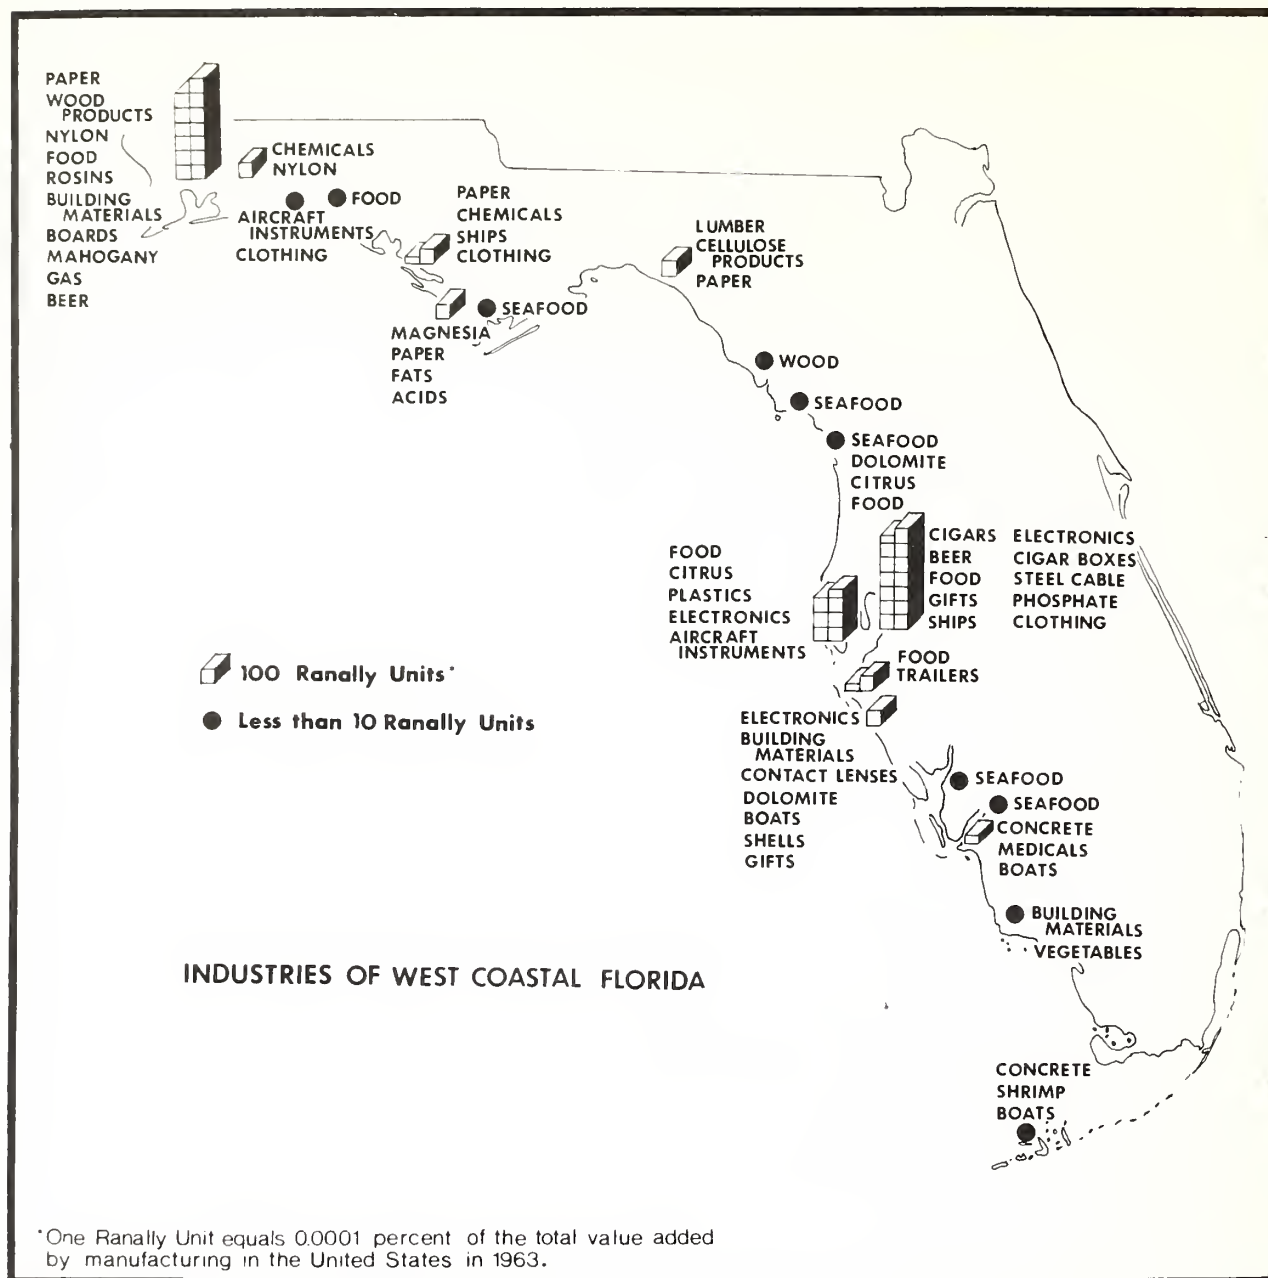 PAPER
WOOD
PRODUCTS
NYLON
FOOD
ROSINS
BUILDING
MATERIALS
BOARDS
MAHOGANY
GAS
BEER
CHEMICALS
NYLON
FOOD
AIRCRAFT
INSTRUMENTS
CLOTHING
PAPER
CHEMICALS
SHIPS
CLOTHING
SEAFOOD
MAGNESIA
PAPER
FATS
ACIDS
LUMBER
CELLULOSE
PRODUCTS
PAPER
WOOD
SEAFOOD
SEAFOOD
DOLOMITE
CITRUS
FOOD
CIGARS
BEER
FOOD
GIFTS
SHIPS
ELECTRONICS
CIGAR BOXES
STEEL CABLE
PHOSPHATE
CLOTHING
FOOD
CITRUS
PLASTICS
ELECTRONICS
AIRCRAFT
INSTRUMENTS
FOOD
TRAILERS
100 Ranally Units*
Less than 10 Ranally Units
ELECTRONICS
BUILDING
MATERIALS
CONTACT LENSES
DOLOMITE
BOATS
SHELLS
GIFTS
SEAFOOD
SEAFOOD
CONCRETE
MEDICALS
BOATS
BUILDING
MATERIALS
VEGETABLES
INDUSTRIES OF WEST COASTAL FLORIDA
CONCRETE
SHRIMP
BOATS
*One Ranally Unit equals 0.0001 percent of the total value added
by manufacturing in the United States in 1963.